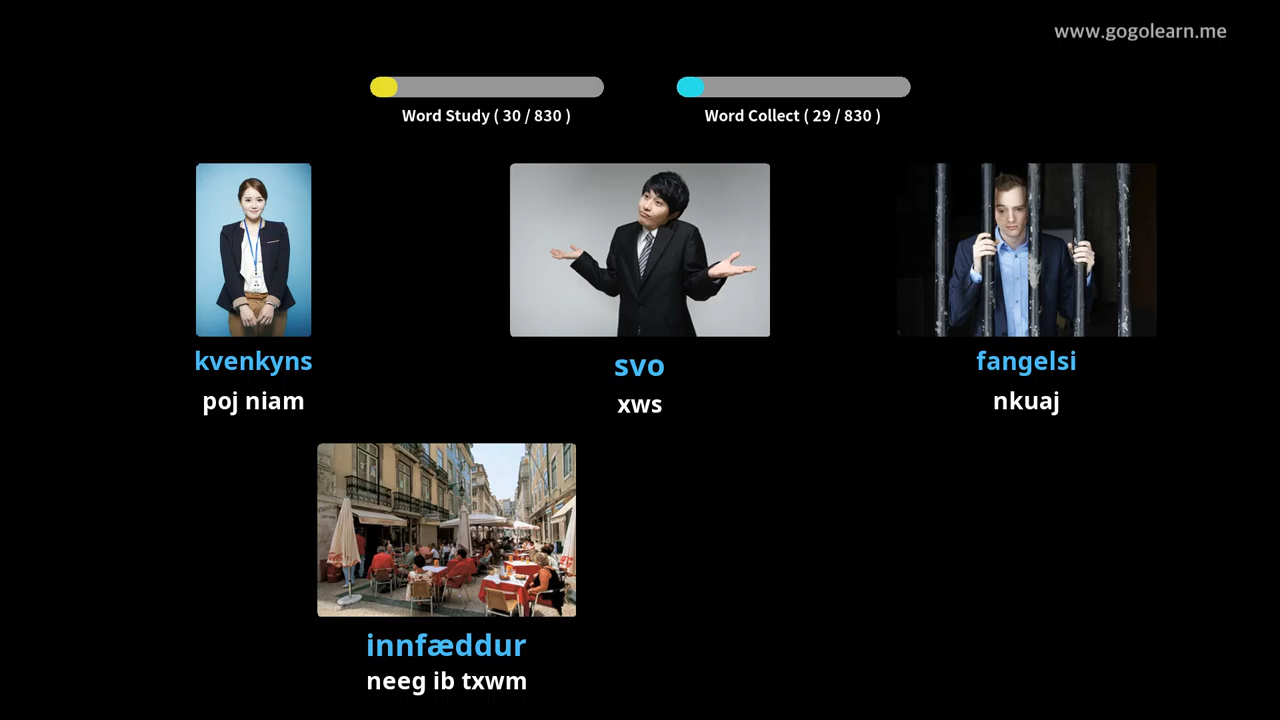 www.gogolearn.me
Word Study ( 30 / 830 )
Word Collect ( 29 / 830 )
kvenkyns
poj niam
svo
xws
fangelsi
nkuaj
innfæddur
neeg ib txwm